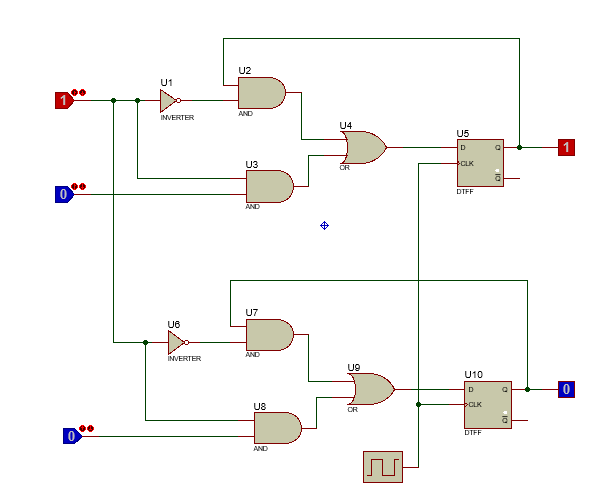 U1
1
INVERTER
U2
AND
U3
0
AND
U4
OR
U5
D Q
CLK
Q
DTFF
1
U6
INVERTER
U7
AND
U8
0
AND
U9
OR
U10
D Q
CLK
Q
DTFF
0